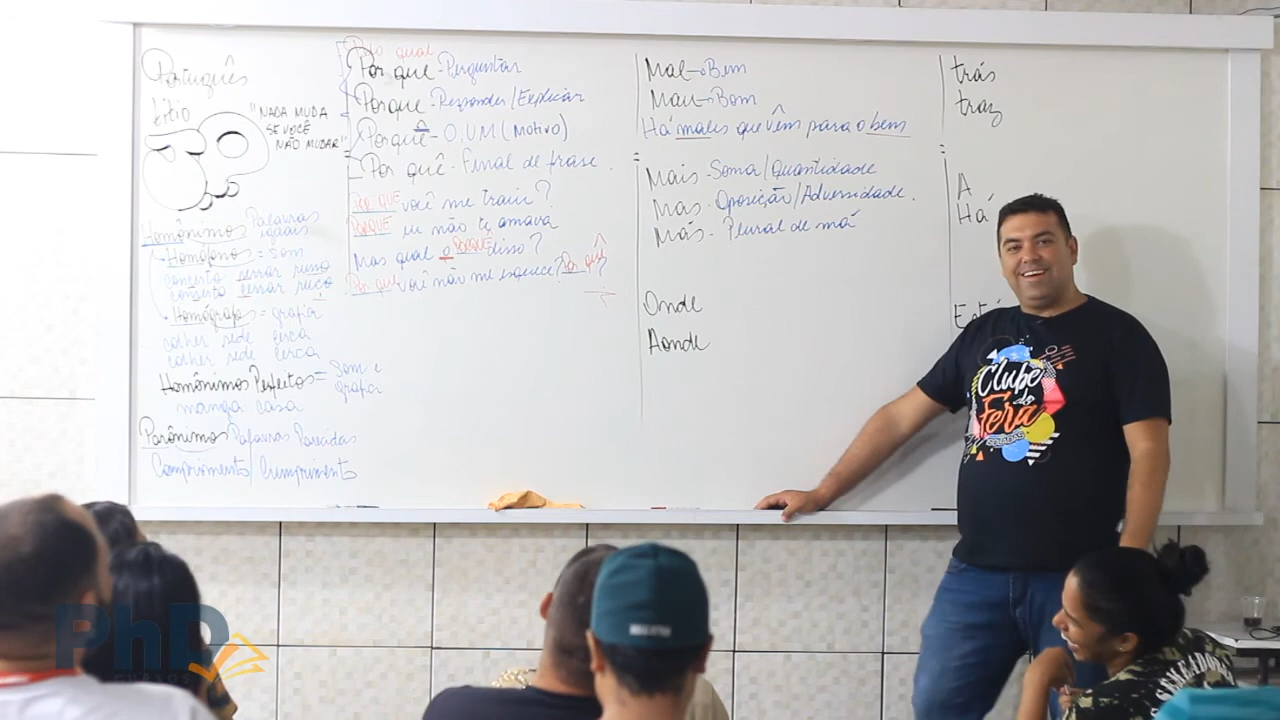 Português
"NADA MUDA
SE VOCÊ
NÃO MUDAR"
Homônimos Palavras
iguais
Homófono = som
concerto cessar russo
conserto cerrar ruço
Homógrafo = grafia
colher sede cerca
colher sede cerca
Homônimos Perfeitos = Som e
grafia
manga casa
Parônimos Palavras Parecidas
Comprimento/Cumprimento
Pelo qual
Por que - Perguntar
Porque - Responder/Explicar
Porquê - O, UM (Motivo)
Por quê - Final de frase.
Por QUE você me traiu?
PORQUE eu não te amava
Mas qual o PORQUÊ disso?
Por que você não me esquece? Por quê?
Mal → Bem
Mau → Bom
Há males que vêm para o bem
Mais - Soma/Quantidade
Mas - Oposição/Adversidade.
Más - Plural de má
Onde
Aonde
trás
traz
A
Há
Clube
do
Fera
SEMEADORE
PhD
CURSOS